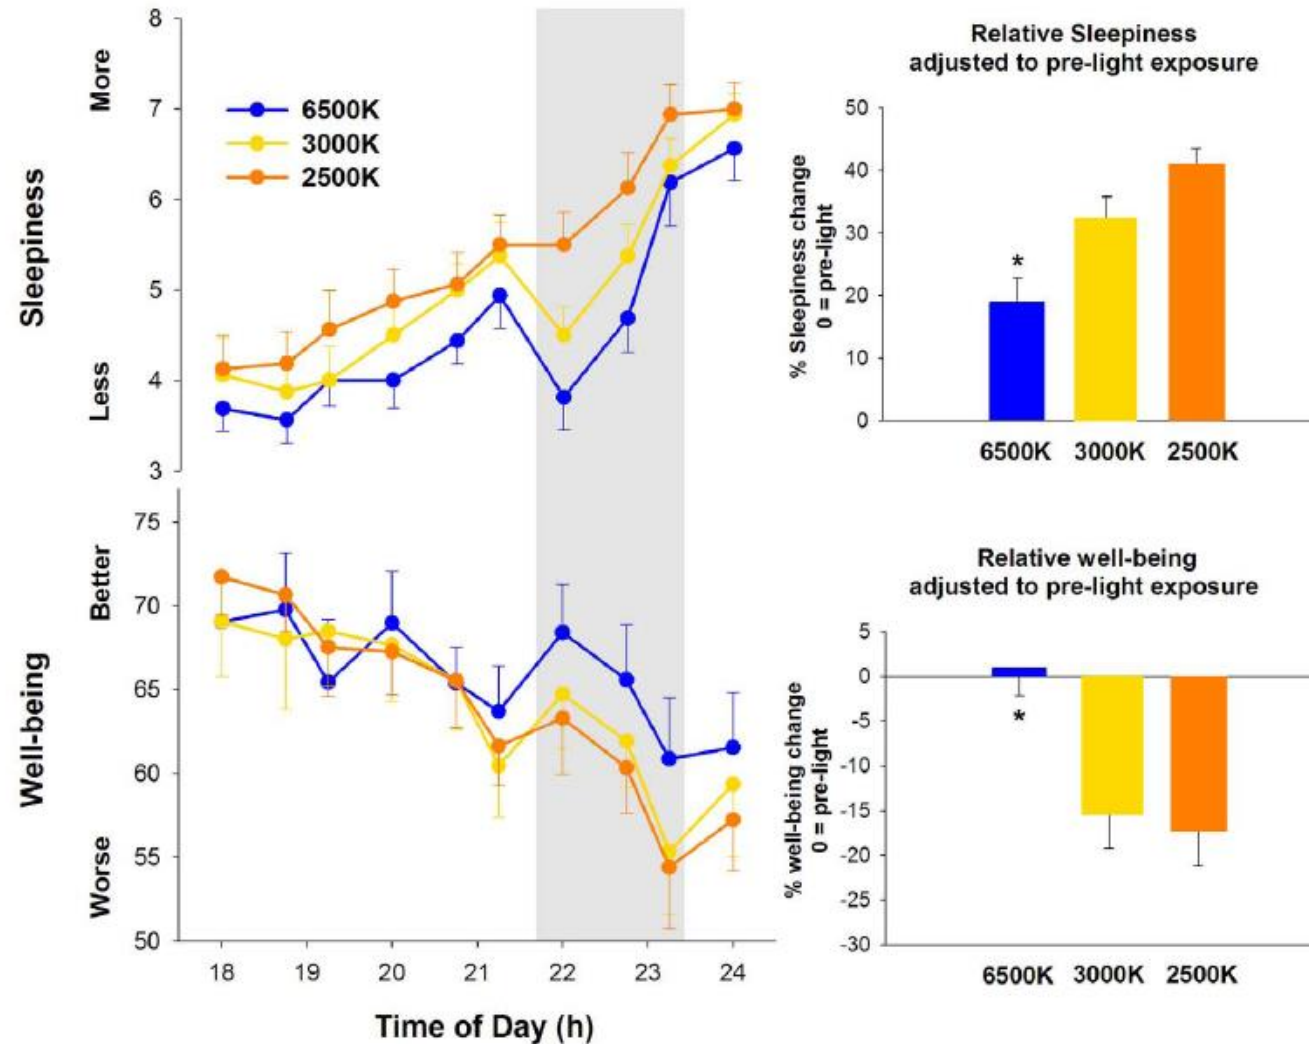 Sleepiness
More
Less
8
7
6
5
4
3
6500K
3000K
2500K
Relative Sleepiness
adjusted to pre-light exposure
% Sleepiness change
0 = pre-light
50
40
30
20
10
0
*
6500K 3000K 2500K
Well-being
Better
Worse
75
70
65
60
55
50
18 19 20 21 22 23 24
Time of Day (h)
Relative well-being
adjusted to pre-light exposure
% well-being change
0 = pre-light
5
0
-5
-10
-15
-20
-25
-30
*
6500K 3000K 2500K